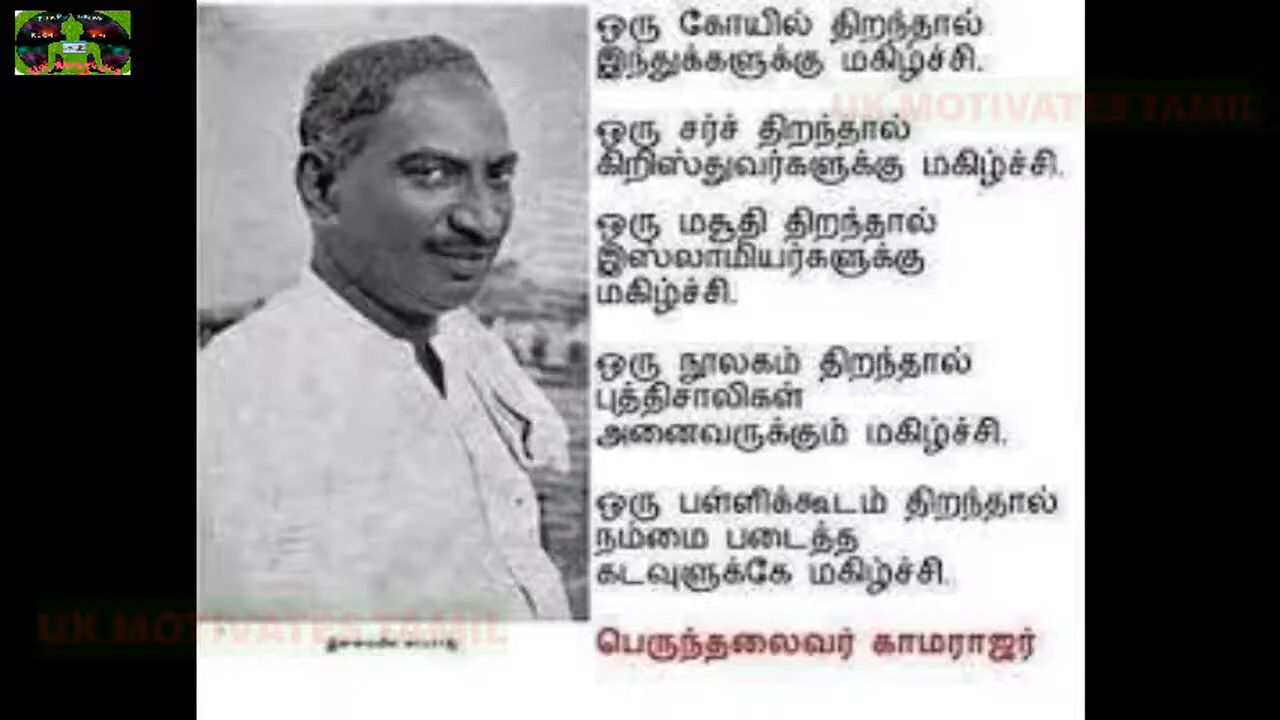 ஒரு கோயில் திறந்தால்
இந்துக்களுக்கு மகிழ்ச்சி.
ஒரு சர்ச் திறந்தால்
கிறிஸ்துவர்களுக்கு மகிழ்ச்சி.
ஒரு மசூதி திறந்தால்
இஸ்லாமியர்களுக்கு
மகிழ்ச்சி.
ஒரு நூலகம் திறந்தால்
புத்திசாலிகள்
அனைவருக்கும் மகிழ்ச்சி.
ஒரு பள்ளிக்கூடம் திறந்தால்
நம்மை படைத்த
கடவுளுக்கே மகிழ்ச்சி.
பெருந்தலைவர் காமராஜர்
UK MOTIVATES TAMIL
UK MOTIVATES TAMIL